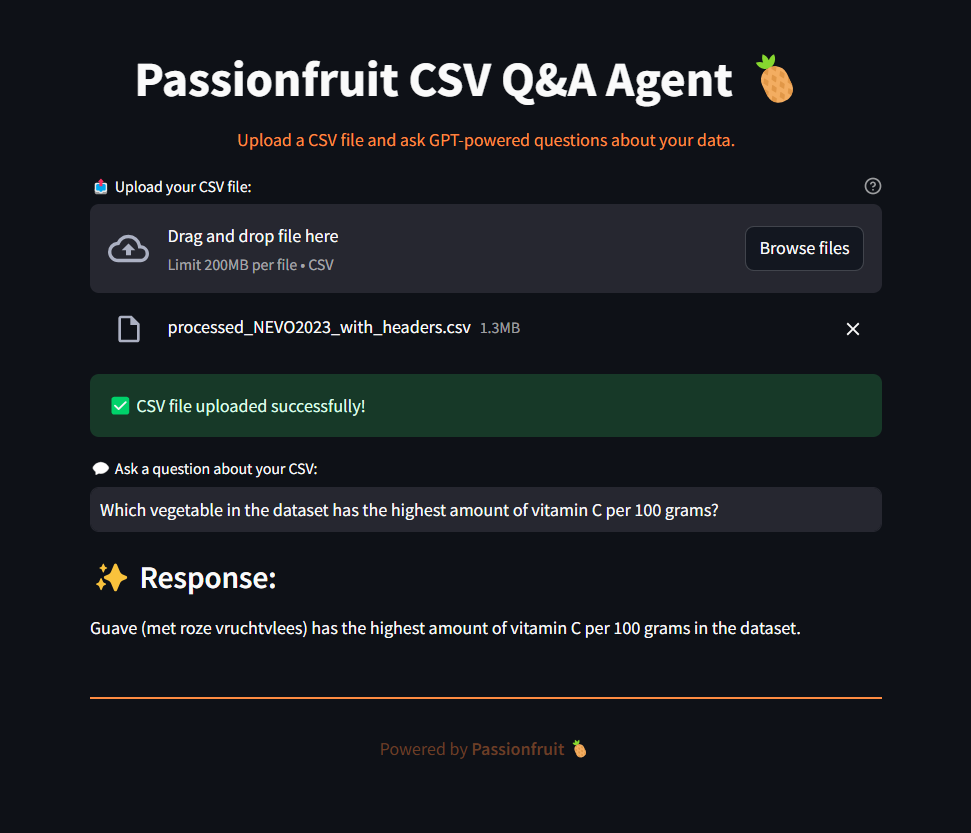 Passionfruit CSV Q&A Agent
Upload a CSV file and ask GPT-powered questions about your data.
Upload your CSV file:
Drag and drop file here
Limit 200MB per file • CSV
Browse files
processed_NEVO2023_with_headers.csv 1.3MB
CSV file uploaded successfully!
Ask a question about your CSV:
Which vegetable in the dataset has the highest amount of vitamin C per 100 grams?
Response:
Guave (met roze vruchtvlees) has the highest amount of vitamin C per 100 grams in the dataset.
Powered by Passionfruit